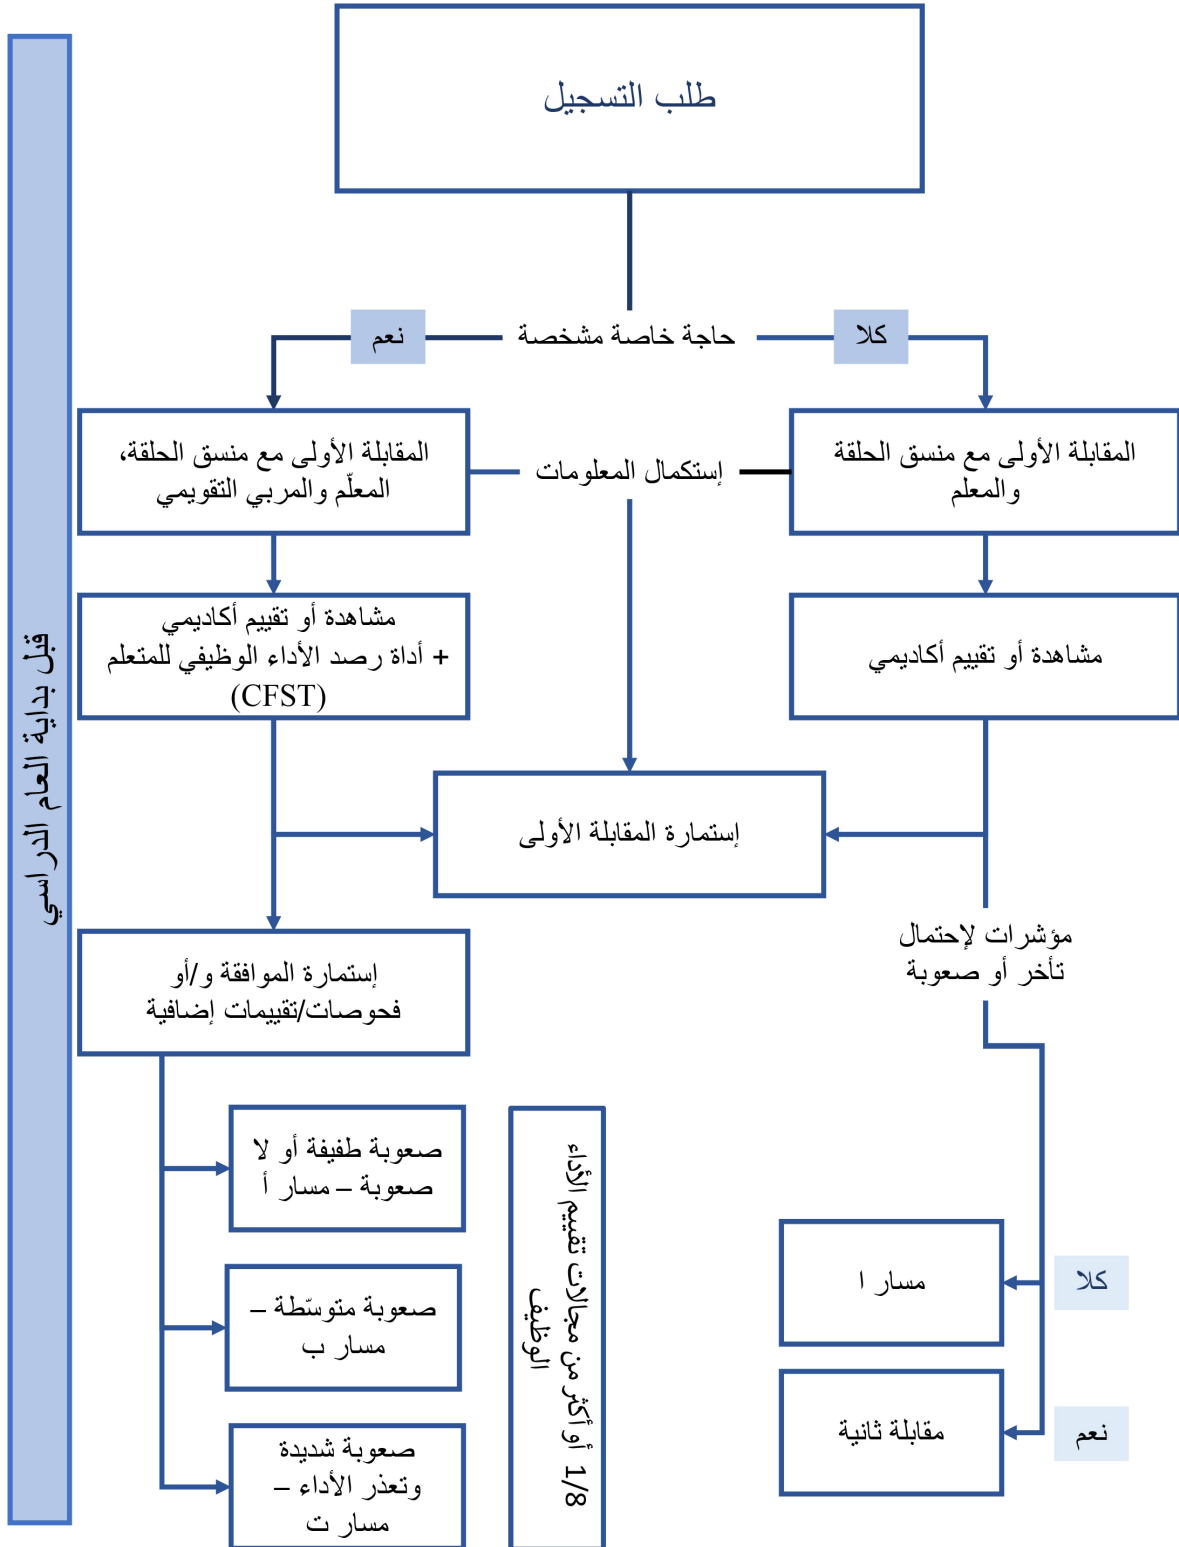 طلب التسجيل
كلا
حاجة خاصة مشخصة
نعم
المقابلة الأولى مع منسق الحلقة
والمعلم
إستكمال المعلومات
المقابلة الأولى مع منسق الحلقة،
المعلّم والمربي التقويمي
مشاهدة أو تقييم أكاديمي
مشاهدة أو تقييم أكاديمي
+ أداة رصد الأداء الوظيفي للمتعلم
(CFST)
إستمارة المقابلة الأولى
مؤشرات لإحتمال
تأخر أو صعوبة
إستمارة الموافقة و/أو
فحوصات/تقييمات إضافية
كلا
مسار ا
نعم
مقابلة ثانية
1/8 أو أكثر من مجالات تقييم الأداء
الوظيف
صعوبة طفيفة أو لا
صعوبة – مسار أ
صعوبة متوسّطة –
مسار ب
صعوبة شديدة
وتعذر الأداء –
مسار ت
قبل بداية العام الدراسي